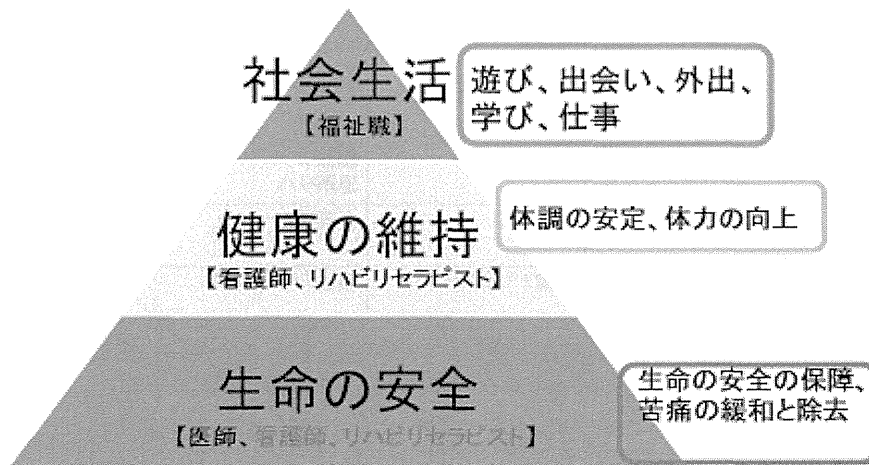 社会生活
【福祉職】
遊び、出会い、外出、
学び、仕事
健康の維持
【看護師、リハビリセラピスト】
体調の安定、体力の向上
生命の安全
【医師、看護師、リハビリセラピスト】
生命の安全の保障、
苦痛の緩和と除去